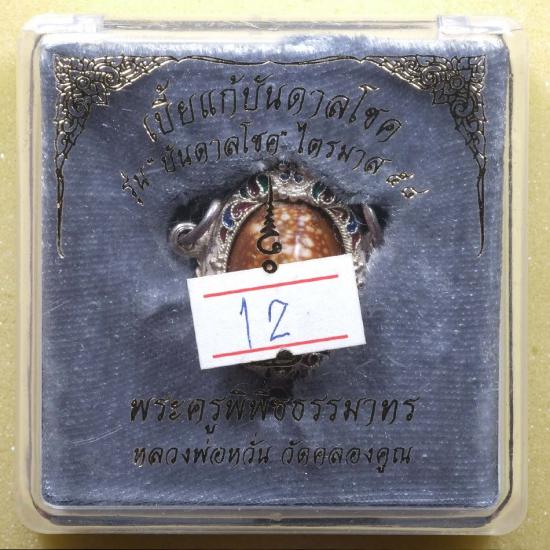 เบี้ยแก้บันดาลโชค
รุ่น "บันดาลโชค" ไตรมาส ๕๕
12
พระครูพิพิธธรรมาทร
หลวงพ่อหวัน วัดคลองคูณ